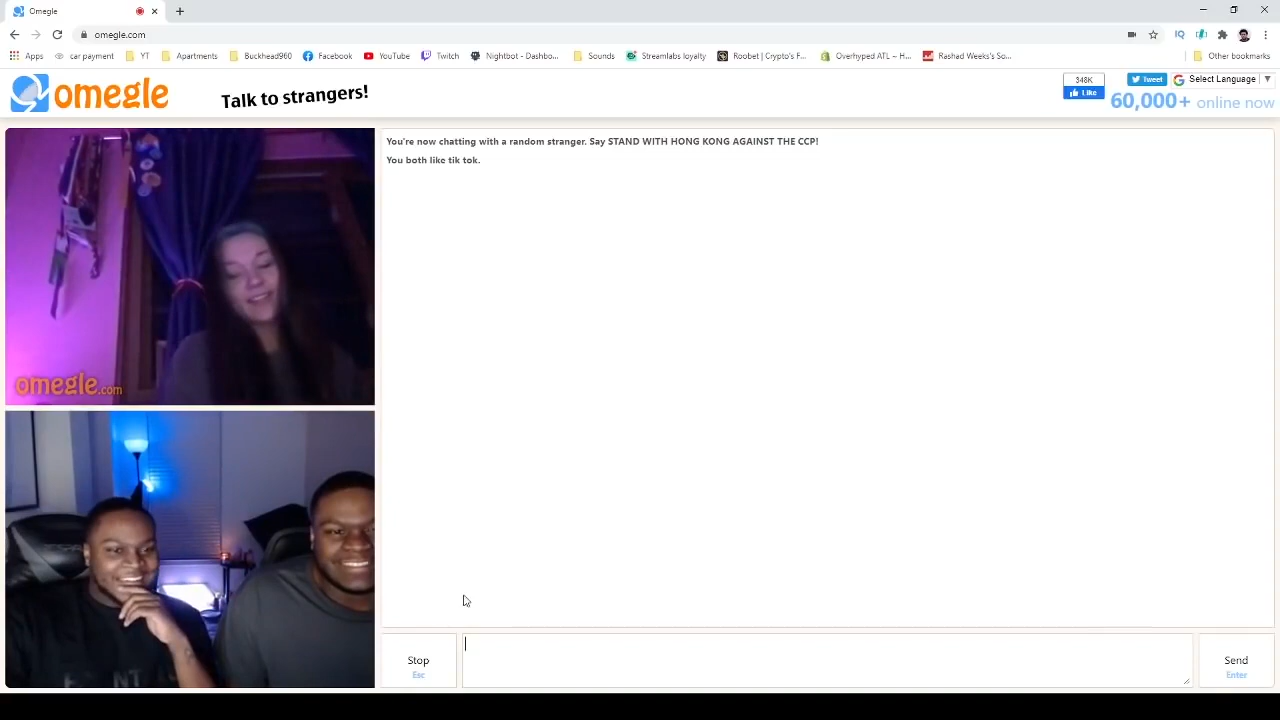 Omegle
omegle.com
Apps
car payment
YT
Apartments
Buckhead960
Facebook
YouTube
Twitch
Nightbot - Dashbo...
Sounds
Streamlabs loyalty
Roobet | Crypto's F...
Overhyped ATL ~ H...
Rashad Weeks's So...
Other bookmarks
omegle
Talk to strangers!
348K
Like
Tweet
G Select Language
60,000+ online now
You're now chatting with a random stranger. Say STAND WITH HONG KONG AGAINST THE CCP!
You both like tik tok.
omegle.com
Stop
Esc
Send
Enter